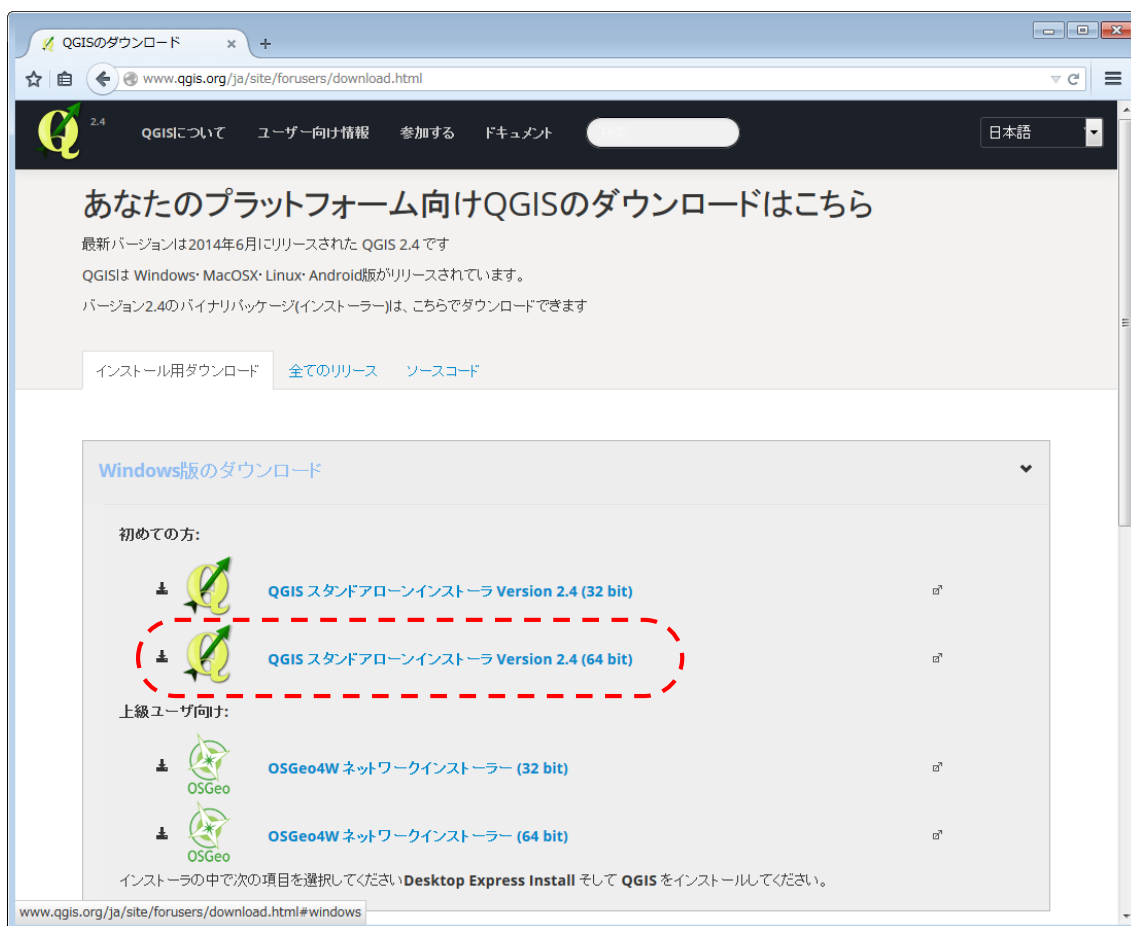 QGISのダウンロード
www.qgis.org/ja/site/forusers/download.html
2.4 QGISについて ユーザー向け情報 参加する ドキュメント 日本語
あなたのプラットフォーム向けQGISのダウンロードはこちら
最新バージョンは2014年6月にリリースされた QGIS 2.4 です
QGISは Windows・MacOSX・Linux・Android版がリリースされています。
バージョン2.4のバイナリパッケージ(インストーラー)は、こちらでダウンロードできます
インストール用ダウンロード 全てのリリース ソースコード
Windows版のダウンロード
初めての方:
QGIS スタンドアローンインストーラ Version 2.4 (32 bit)
QGIS スタンドアローンインストーラ Version 2.4 (64 bit)
上級ユーザ向け:
OSGeo
OSGeo4W ネットワークインストーラー (32 bit)
OSGeo
OSGeo4W ネットワークインストーラー (64 bit)
インストーラの中で次の項目を選択してくださいDesktop Express Install そして QGIS をインストールしてください。
www.qgis.org/ja/site/forusers/download.html#windows